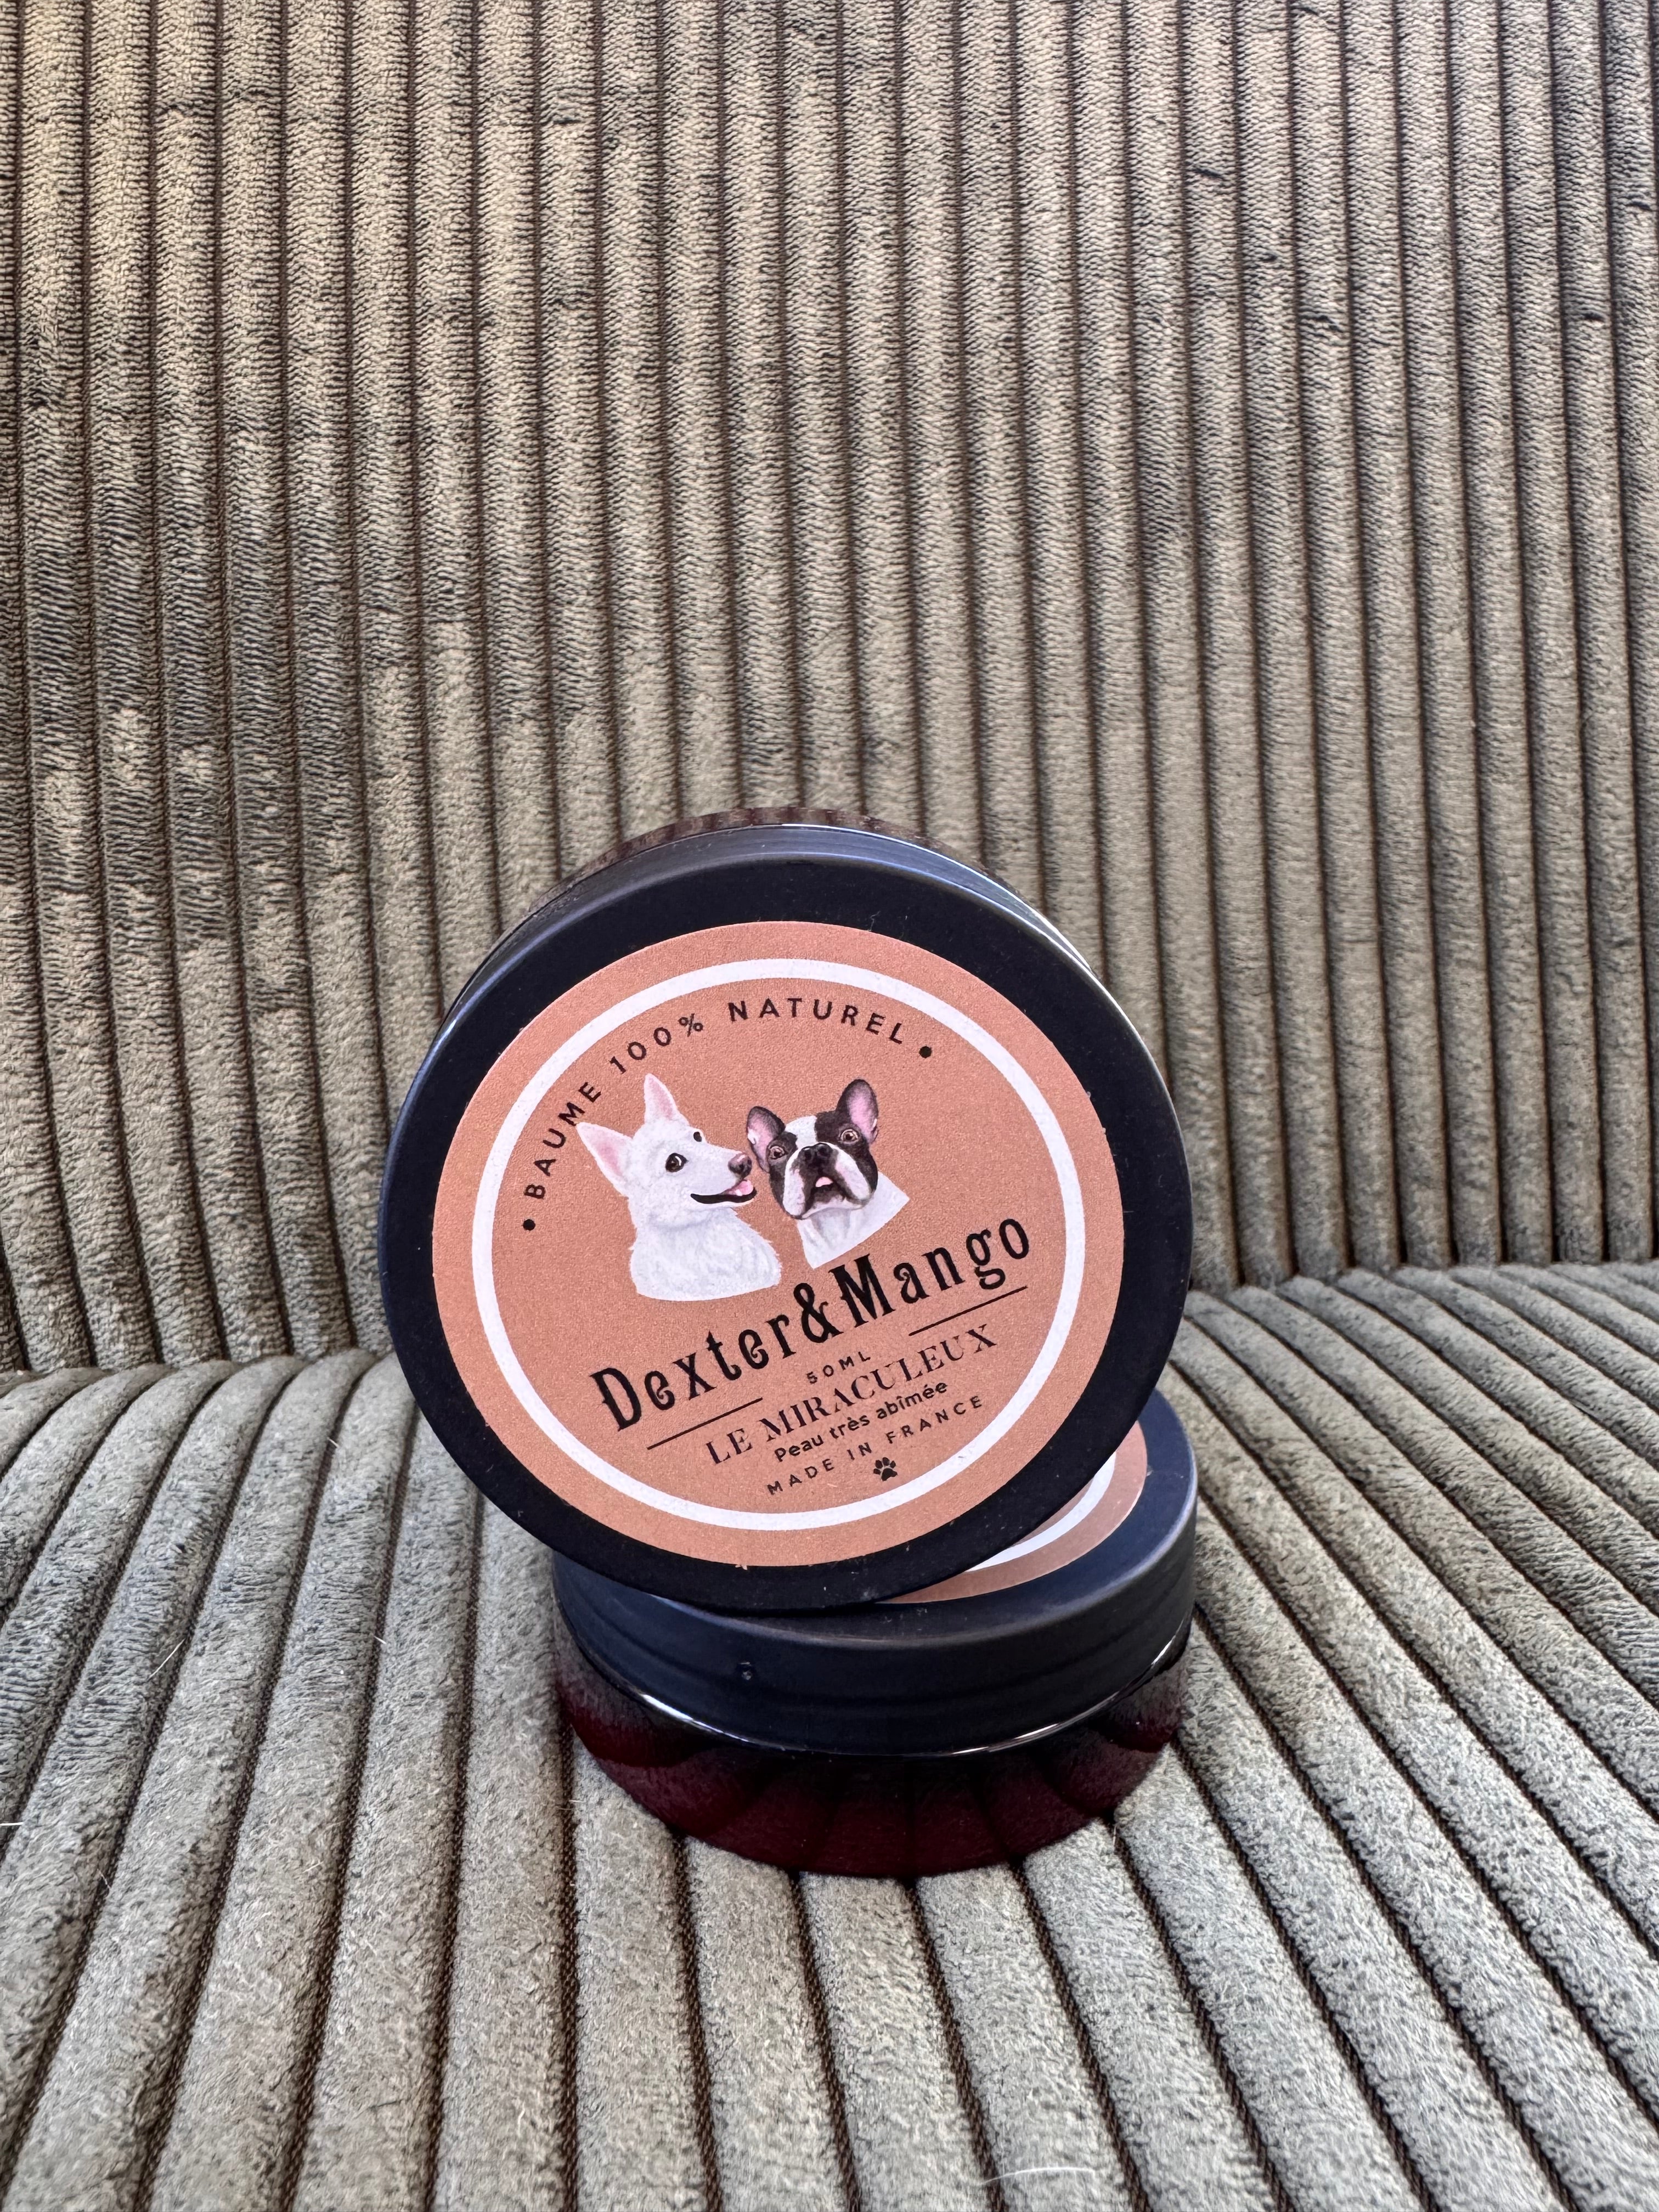 • BAUME 100% NATUREL •
Dexter&Mango
50ML
LE MIRACULEUX
Peau très abîmée
MADE IN FRANCE